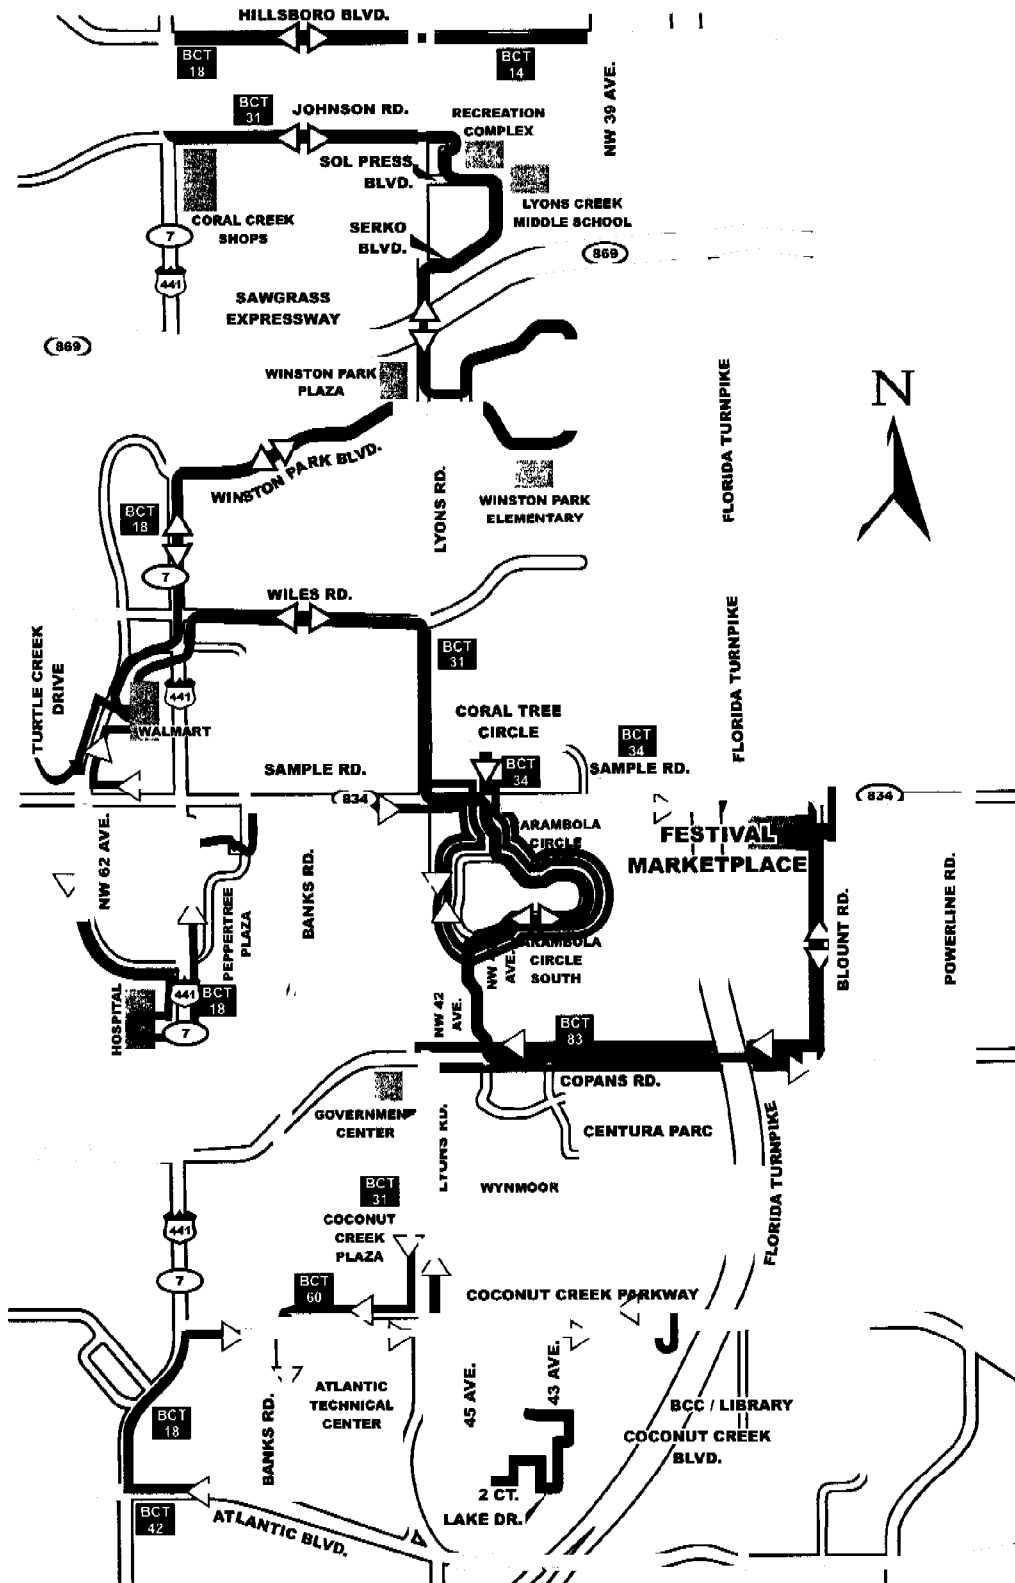 HILLSBORO BLVD.
BCT
18
BCT
14
NW 39 AVE.
BCT
31
JOHNSON RD.
RECREATION
COMPLEX
SOL PRESS
BLVD.
LYONS CREEK
MIDDLE SCHOOL
CORAL CREEK
SHOPS
SERKO
BLVD.
7
441
869
SAWGRASS
EXPRESSWAY
869
WINSTON PARK
PLAZA
FLORIDA TURNPIKE
N
WINSTON PARK BLVD.
LYONS RD.
WINSTON PARK
ELEMENTARY
BCT
18
7
WILES RD.
BCT
31
TURTLE CREEK
DRIVE
441
FLORIDA TURNPIKE
WALMART
CORAL TREE
CIRCLE
BCT
34
SAMPLE RD.
BCT
34
SAMPLE RD.
834
834
NW 62 AVE.
BANKS RD.
ARAMBOLA
CIRCLE
FESTIVAL
MARKETPLACE
PEPPERTREE
PLAZA
BLOUNT RD.
POWERLINE RD.
ARAMBOLA
CIRCLE
SOUTH
NW
AVE.
HOSPITAL
441
BCT
18
7
NW 42
AVE.
BCT
83
COPANS RD.
GOVERNMEN
CENTER
LYONS RD.
CENTURA PARC
FLORIDA TURNPIKE
WYNMOOR
BCT
31
COCONUT
CREEK
PLAZA
441
7
BCT
60
COCONUT CREEK PARKWAY
ATLANTIC
TECHNICAL
CENTER
45 AVE.
43 AVE.
BCC / LIBRARY
COCONUT CREEK
BLVD.
BCT
18
BANKS RD.
2 CT.
LAKE DR.
BCT
42
ATLANTIC BLVD.